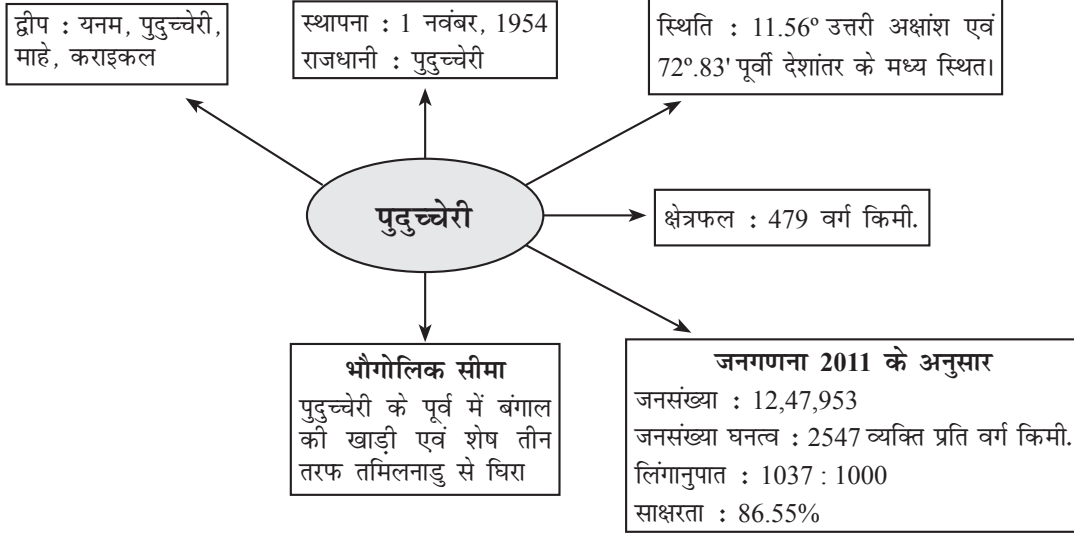 द्वीप : यनम, पुदुच्चेरी,
माहे, कराइकल
स्थापना : 1 नवंबर, 1954
राजधानी : पुदुच्चेरी
स्थिति : 11.56º उत्तरी अक्षांश एवं
72º.83' पूर्वी देशांतर के मध्य स्थित।
पुदुच्चेरी
क्षेत्रफल : 479 वर्ग किमी.
भौगोलिक सीमा
पुदुच्चेरी के पूर्व में बंगाल
की खाड़ी एवं शेष तीन
तरफ तमिलनाडु से घिरा
जनगणना 2011 के अनुसार
जनसंख्या : 12,47,953
जनसंख्या घनत्व : 2547 व्यक्ति प्रति वर्ग किमी.
लिंगानुपात : 1037 : 1000
साक्षरता : 86.55%